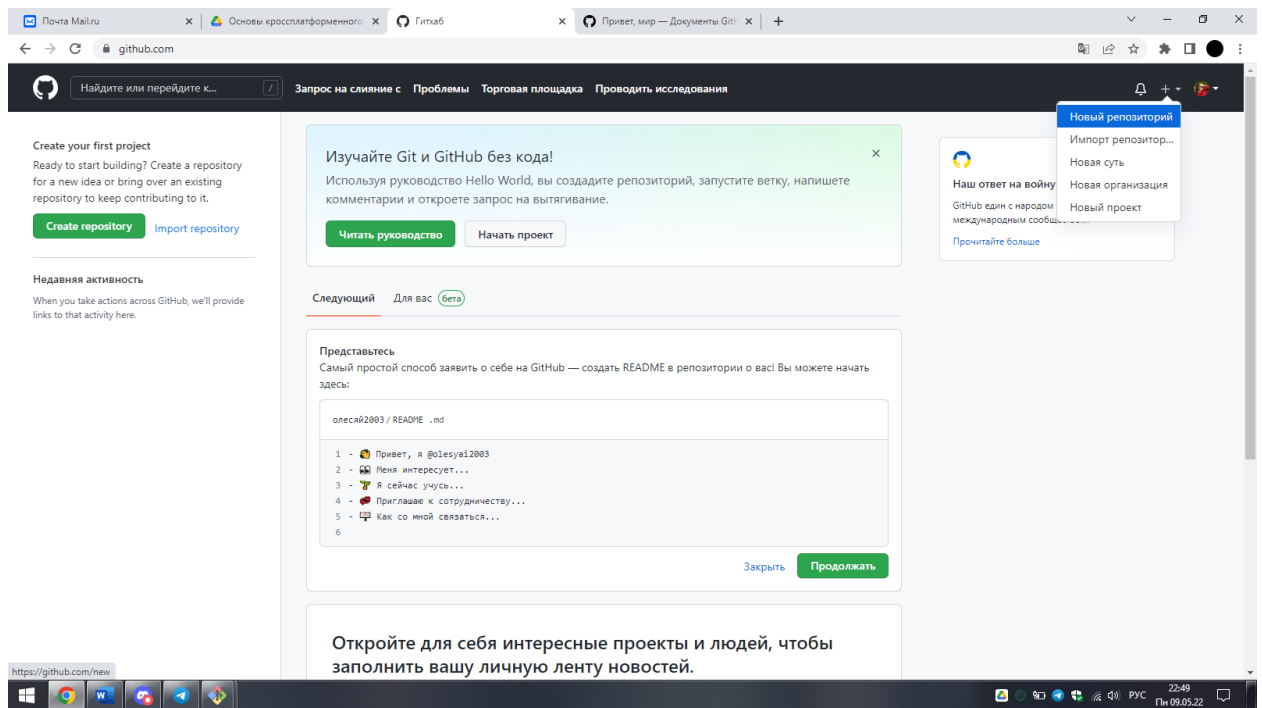 Почта Mail.ru
Основы кроссплатформенного
Гитхаб
Привет, мир — Документы GitH
github.com
Найдите или перейдите к... /
Запрос на слияние с Проблемы Торговая площадка Проводить исследования
Новый репозиторий
Импорт репозитор...
Новая суть
Новая организация
Новый проект
Create your first project
Ready to start building? Create a repository
for a new idea or bring over an existing
repository to keep contributing to it.
Create repository Import repository
Недавняя активность
When you take actions across GitHub, we'll provide
links to that activity here.
Изучайте Git и GitHub без кода!
Используя руководство Hello World, вы создадите репозиторий, запустите ветку, напишете
комментарии и откроете запрос на вытягивание.
Читать руководство Начать проект
Следующий Для вас бета
Представьтесь
Самый простой способ заявить о себе на GitHub — создать README в репозитории о вас! Вы можете начать
здесь:
олесяй2003 / README .md
1 - Привет, я @olesyai2003
2 - Меня интересует...
3 - Я сейчас учусь...
4 - Приглашаю к сотрудничеству...
5 - Как со мной связаться...
6
Закрыть Продолжать
Откройте для себя интересные проекты и людей, чтобы
заполнить вашу личную ленту новостей.
Наш ответ на войну
GitHub един с народом
международным
Прочитайте больше
https://github.com/new
РУС
22:49
Пн 09.05.22